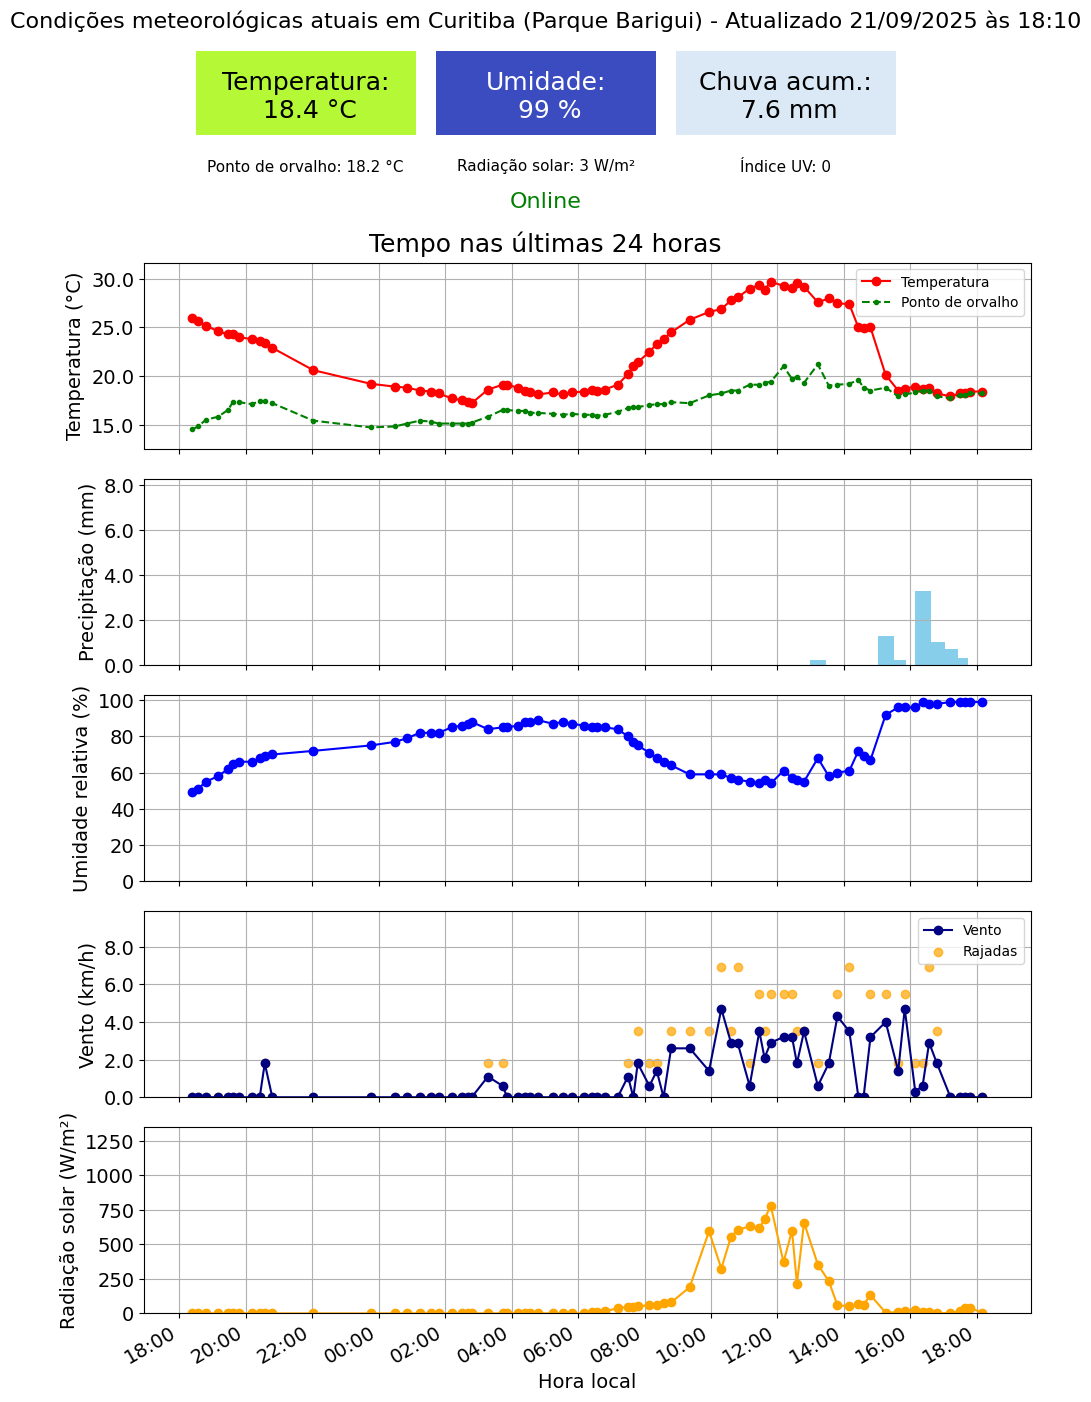 Condições meteorológicas atuais em Curitiba (Parque Barigui) - Atualizado 21/09/2025 às 18:10
Temperatura:
18.4 °C
Umidade:
99 %
Chuva acum.:
7.6 mm
Ponto de orvalho: 18.2 °C
Radiação solar: 3 W/m²
Índice UV: 0
Online
Tempo nas últimas 24 horas
Temperatura (°C)
30.0
25.0
20.0
15.0
Temperatura
Ponto de orvalho
Precipitação (mm)
8.0
6.0
4.0
2.0
0.0
Umidade relativa (%)
100
80
60
40
20
0
Vento (km/h)
8.0
6.0
4.0
2.0
0.0
Vento
Rajadas
Radiação solar (W/m²)
1250
1000
750
500
250
0
18:00 20:00 22:00 00:00 02:00 04:00 06:00 08:00 10:00 12:00 14:00 16:00 18:00
Hora local